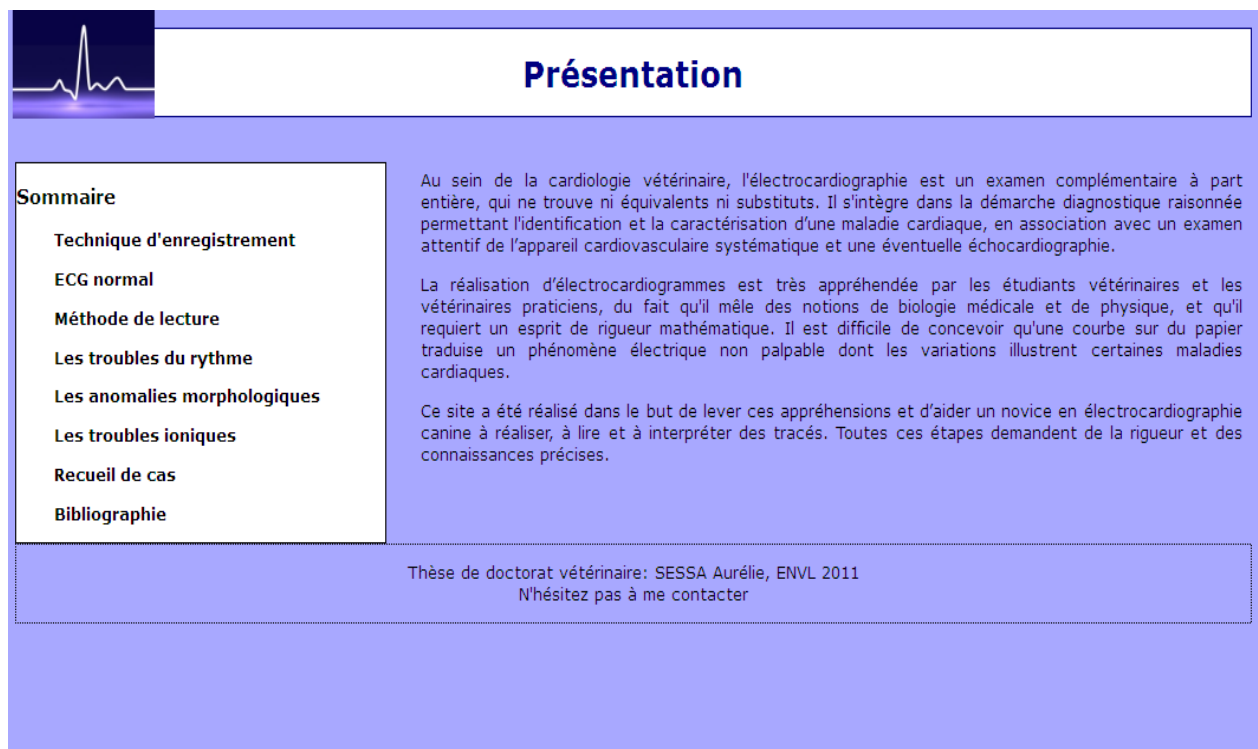 Présentation
Sommaire
Technique d'enregistrement
ECG normal
Méthode de lecture
Les troubles du rythme
Les anomalies morphologiques
Les troubles ioniques
Recueil de cas
Bibliographie
Au sein de la cardiologie vétérinaire, l'électrocardiographie est un examen complémentaire à part
entière, qui ne trouve ni équivalents ni substituts. Il s'intègre dans la démarche diagnostique raisonnée
permettant l'identification et la caractérisation d’une maladie cardiaque, en association avec un examen
attentif de l’appareil cardiovasculaire systématique et une éventuelle échocardiographie.
La réalisation d’électrocardiogrammes est très appréhendée par les étudiants vétérinaires et les
vétérinaires praticiens, du fait qu'il mêle des notions de biologie médicale et de physique, et qu'il
requiert un esprit de rigueur mathématique. Il est difficile de concevoir qu'une courbe sur du papier
traduise un phénomène électrique non palpable dont les variations illustrent certaines maladies
cardiaques.
Ce site a été réalisé dans le but de lever ces appréhensions et d’aider un novice en électrocardiographie
canine à réaliser, à lire et à interpréter des tracés. Toutes ces étapes demandent de la rigueur et des
connaissances précises.
Thèse de doctorat vétérinaire: SESSA Aurélie, ENVL 2011
N'hésitez pas à me contacter